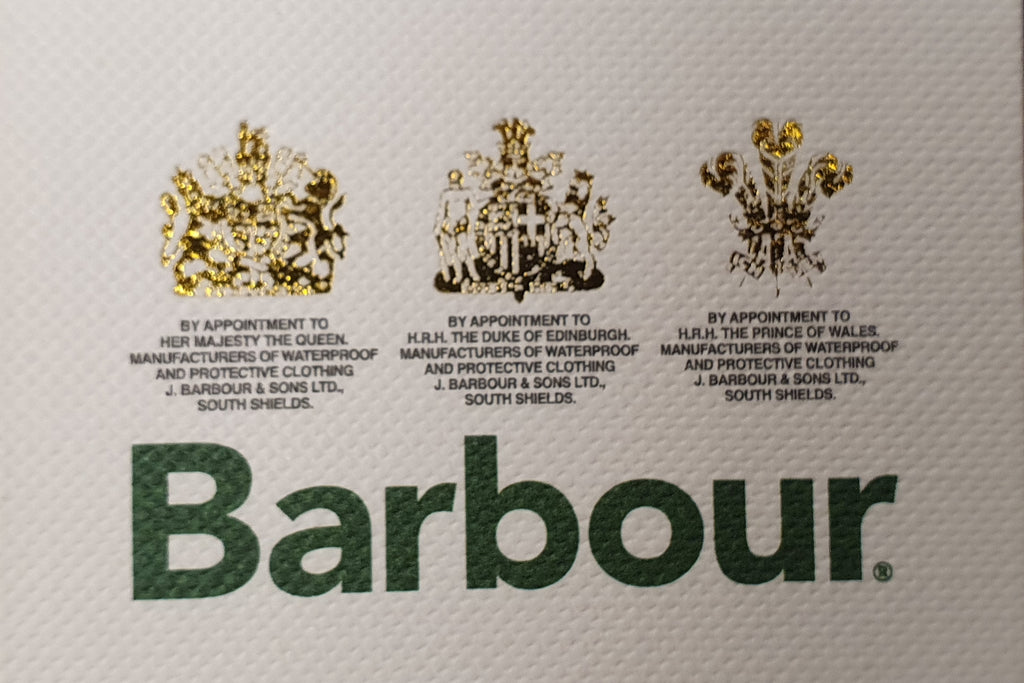 BY APPOINTMENT TO
HER MAJESTY THE QUEEN.
MANUFACTURERS OF WATERPROOF
AND PROTECTIVE CLOTHING
J. BARBOUR & SONS LTD.,
SOUTH SHIELDS.
BY APPOINTMENT TO
H.R.H. THE DUKE OF EDINBURGH.
MANUFACTURERS OF WATERPROOF
AND PROTECTIVE CLOTHING
J. BARBOUR & SONS LTD.,
SOUTH SHIELDS.
BY APPOINTMENT TO
H.R.H. THE PRINCE OF WALES.
MANUFACTURERS OF WATERPROOF
AND PROTECTIVE CLOTHING
J. BARBOUR & SONS LTD.,
SOUTH SHIELDS.
Barbour®